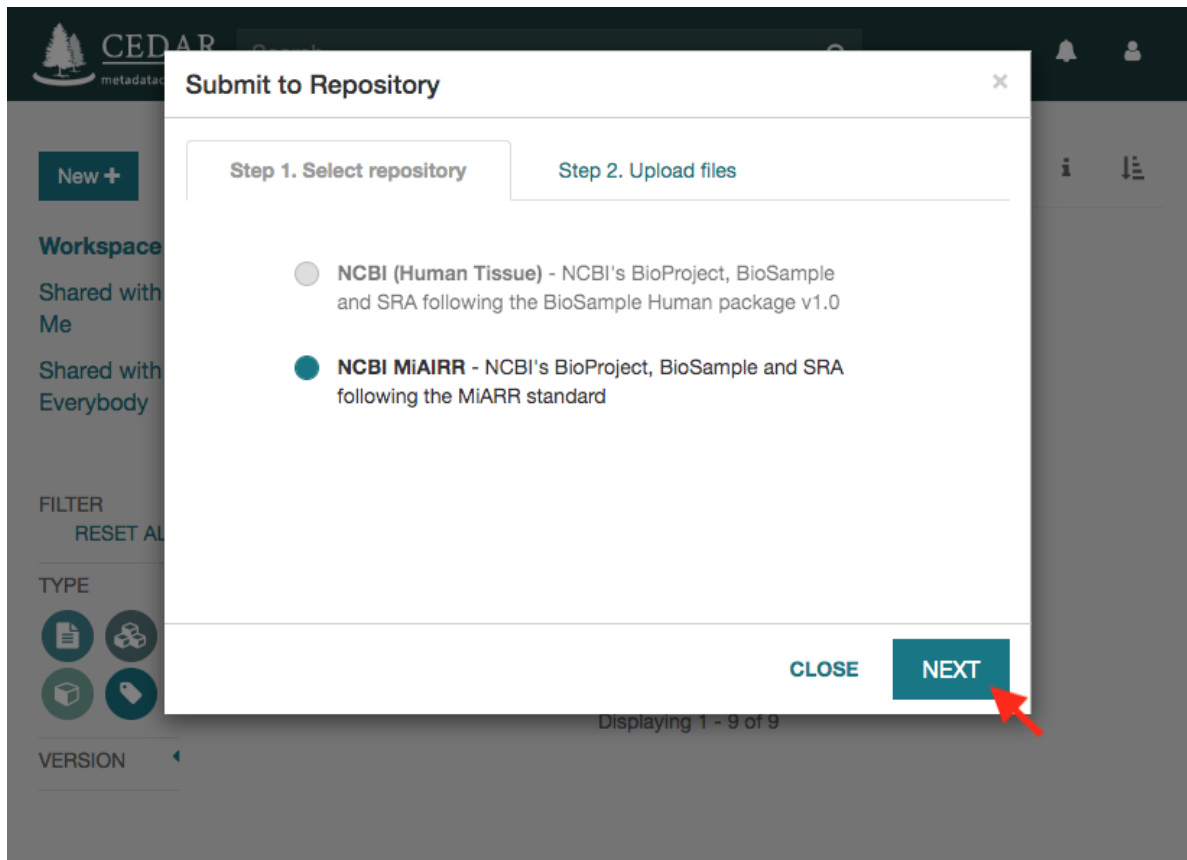 CEDAR
Submit to Repository ×
Step 1. Select repository Step 2. Upload files
New +
NCBI (Human Tissue) - NCBI's BioProject, BioSample
and SRA following the BioSample Human package v1.0
NCBI MiAIRR - NCBI's BioProject, BioSample and SRA
following the MiARR standard
Workspace
Shared with
Me
Shared with
Everybody
FILTER
RESET AL
TYPE
CLOSE NEXT
Displaying 1 - 9 of 9
VERSION